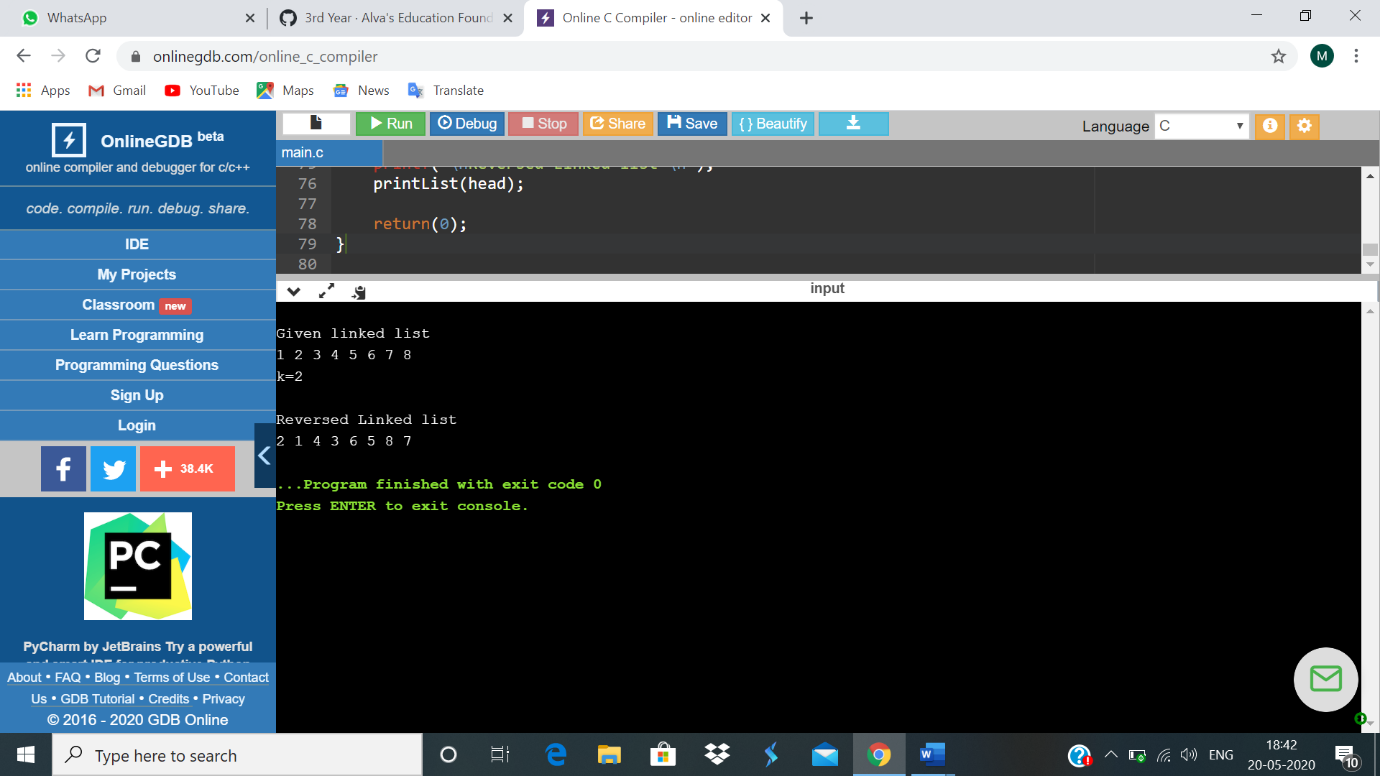 WhatsApp
3rd Year · Alva's Education Found
Online C Compiler - online editor
onlinegdb.com/online_c_compiler
M
Apps Gmail YouTube Maps News Translate
OnlineGDB beta
online compiler and debugger for c/c++
code. compile. run. debug. share.
IDE
My Projects
Classroom new
Learn Programming
Programming Questions
Sign Up
Login
38.4K
PC
PyCharm by JetBrains Try a powerful
About • FAQ • Blog • Terms of Use • Contact
Us • GDB Tutorial • Credits • Privacy
© 2016 - 2020 GDB Online
Run Debug Stop Share Save { } Beautify
Language C
main.c
76 printList(head);
77
78 return(0);
79 }
80
input
Given linked list
1 2 3 4 5 6 7 8
k=2
Reversed Linked list
2 1 4 3 6 5 8 7
...Program finished with exit code 0
Press ENTER to exit console.
Type here to search
ENG
18:42
20-05-2020
10